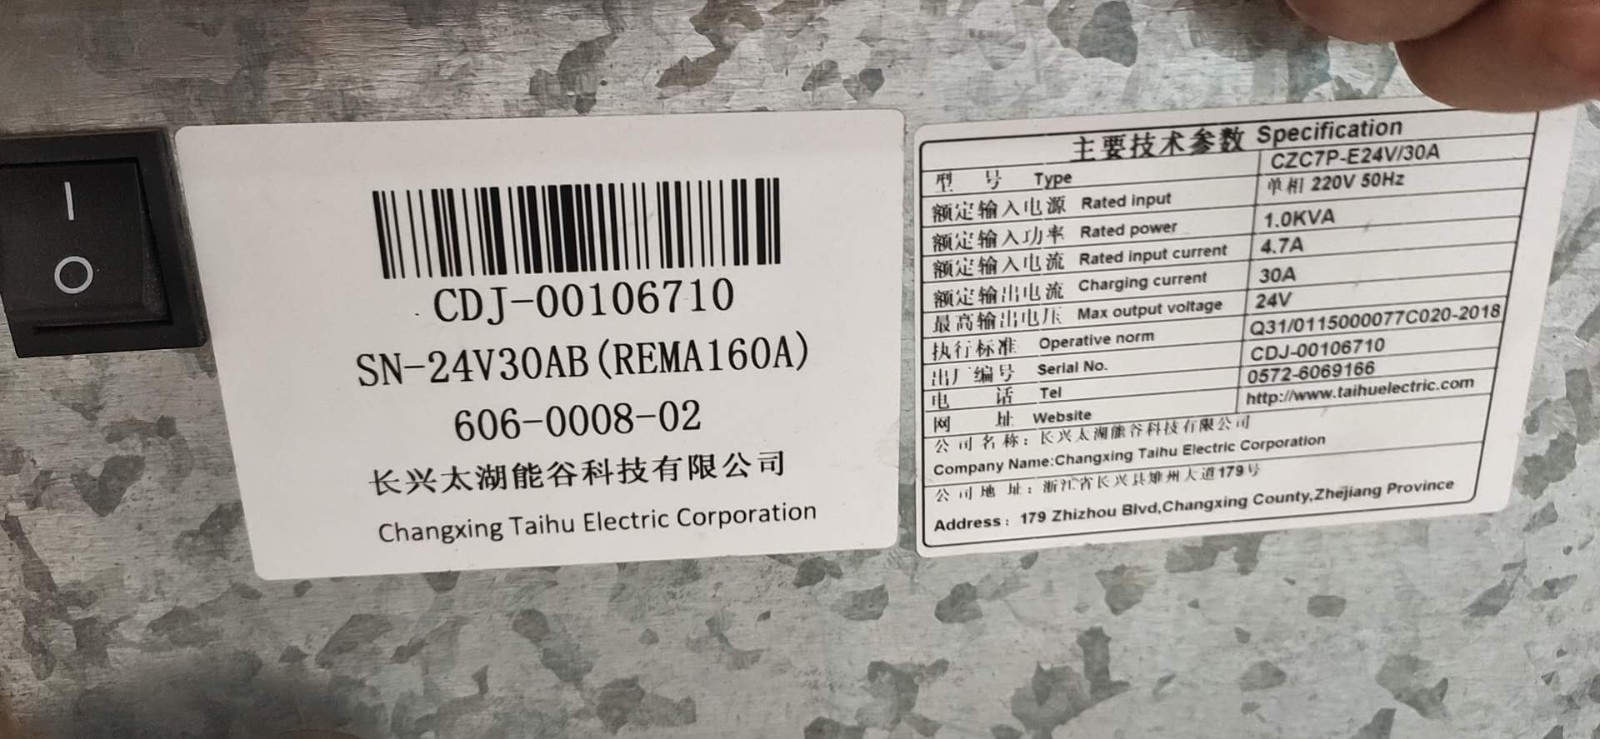 CDJ-00106710
SN-24V30AB(REMA160A)
606-0008-02
长兴太湖能谷科技有限公司
Changxing Taihu Electric Corporation
主要技术参数 Specification
型号 Type CZC7P-E24V/30A
额定输入电源 Rated input 单相 220V 50Hz
额定输入功率 Rated power 1.0KVA
额定输入电流 Rated input current 4.7A
额定输出电流 Charging current 30A
最高输出电压 Max output voltage 24V
执行标准 Operative norm Q31/0115000077C020-2018
出厂编号 Serial No. CDJ-00106710
电话 Tel 0572-6069166
网址 Website http://www.taihuelectric.com
公司名称：长兴太湖能谷科技有限公司
Company Name:Changxing Taihu Electric Corporation
公司地址：浙江省长兴县雉州大道179号
Address：179 Zhizhou Blvd,Changxing County,Zhejiang Province